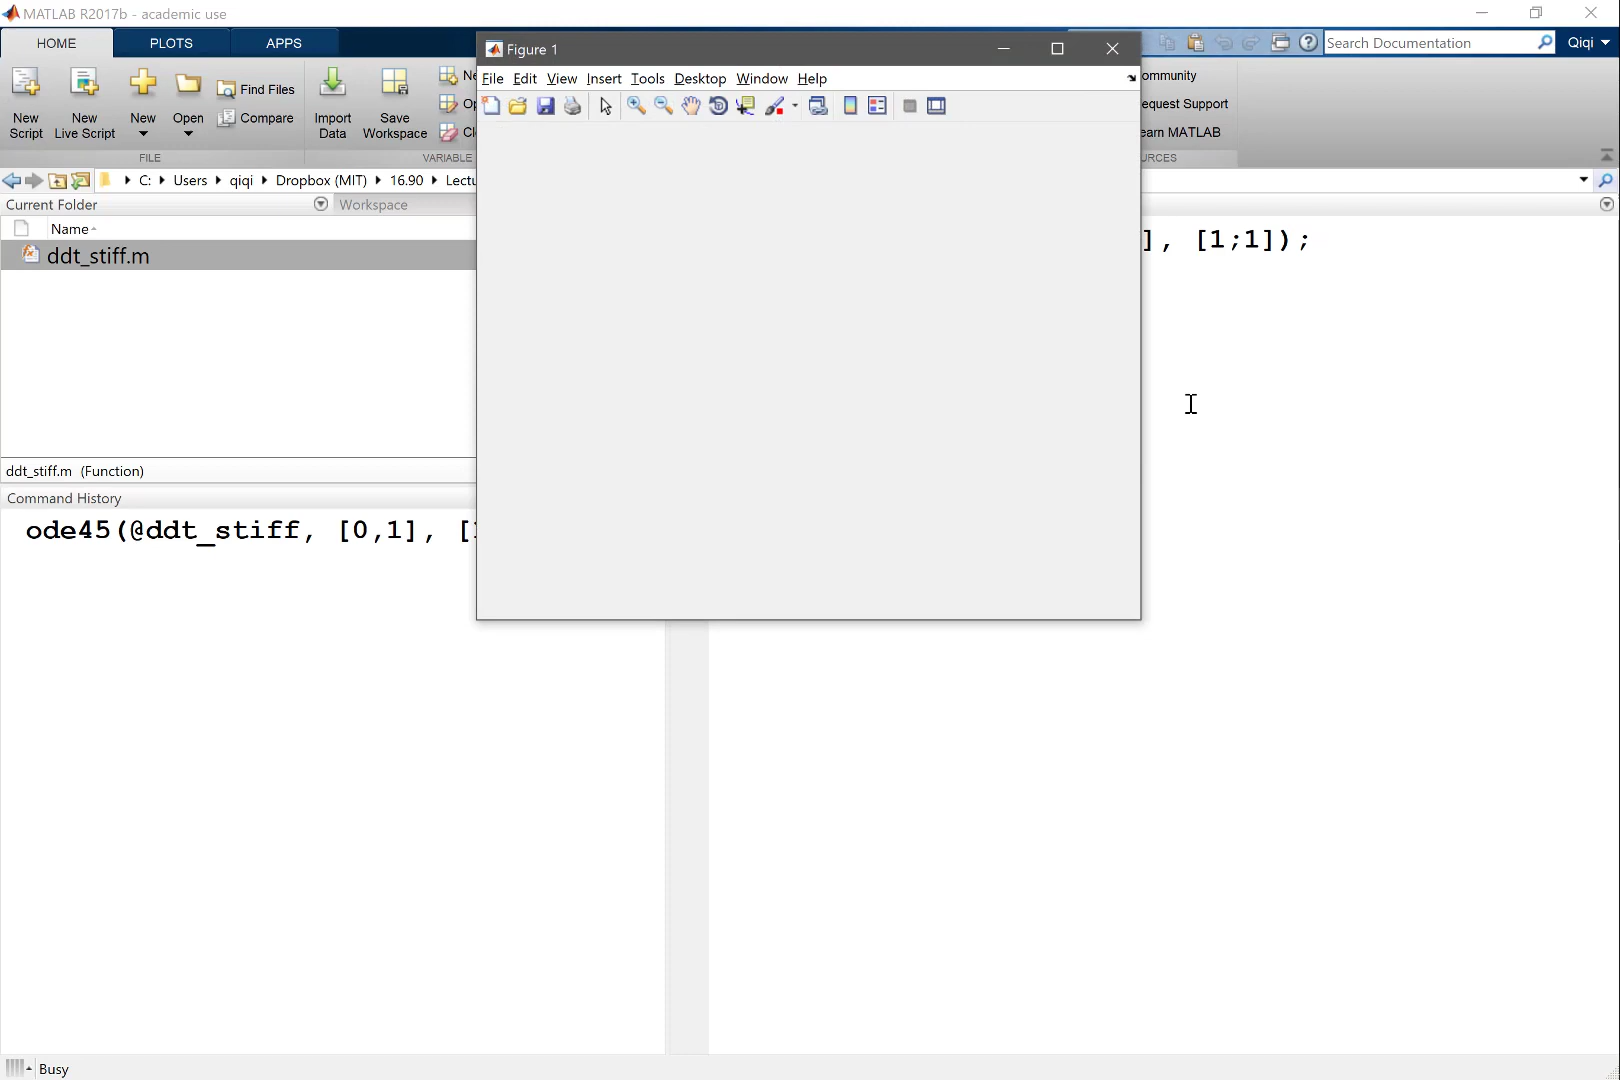 MATLAB R2017b - academic use
HOME PLOTS APPS
Search Documentation
Qiqi
Figure 1
File Edit View Insert Tools Desktop Window Help
New Script
New Live Script
New
Open
Find Files
Compare
Import Data
Save Workspace
Ne
Op
Cl
ommunity
equest Support
earn MATLAB
FILE
VARIABLE
URCES
C: Users qiqi Dropbox (MIT) 16.90 Lectu
Current Folder
Workspace
Name
ddt_stiff.m
], [1;1]);
ddt_stiff.m (Function)
Command History
ode45(@ddt_stiff, [0,1], [
Busy